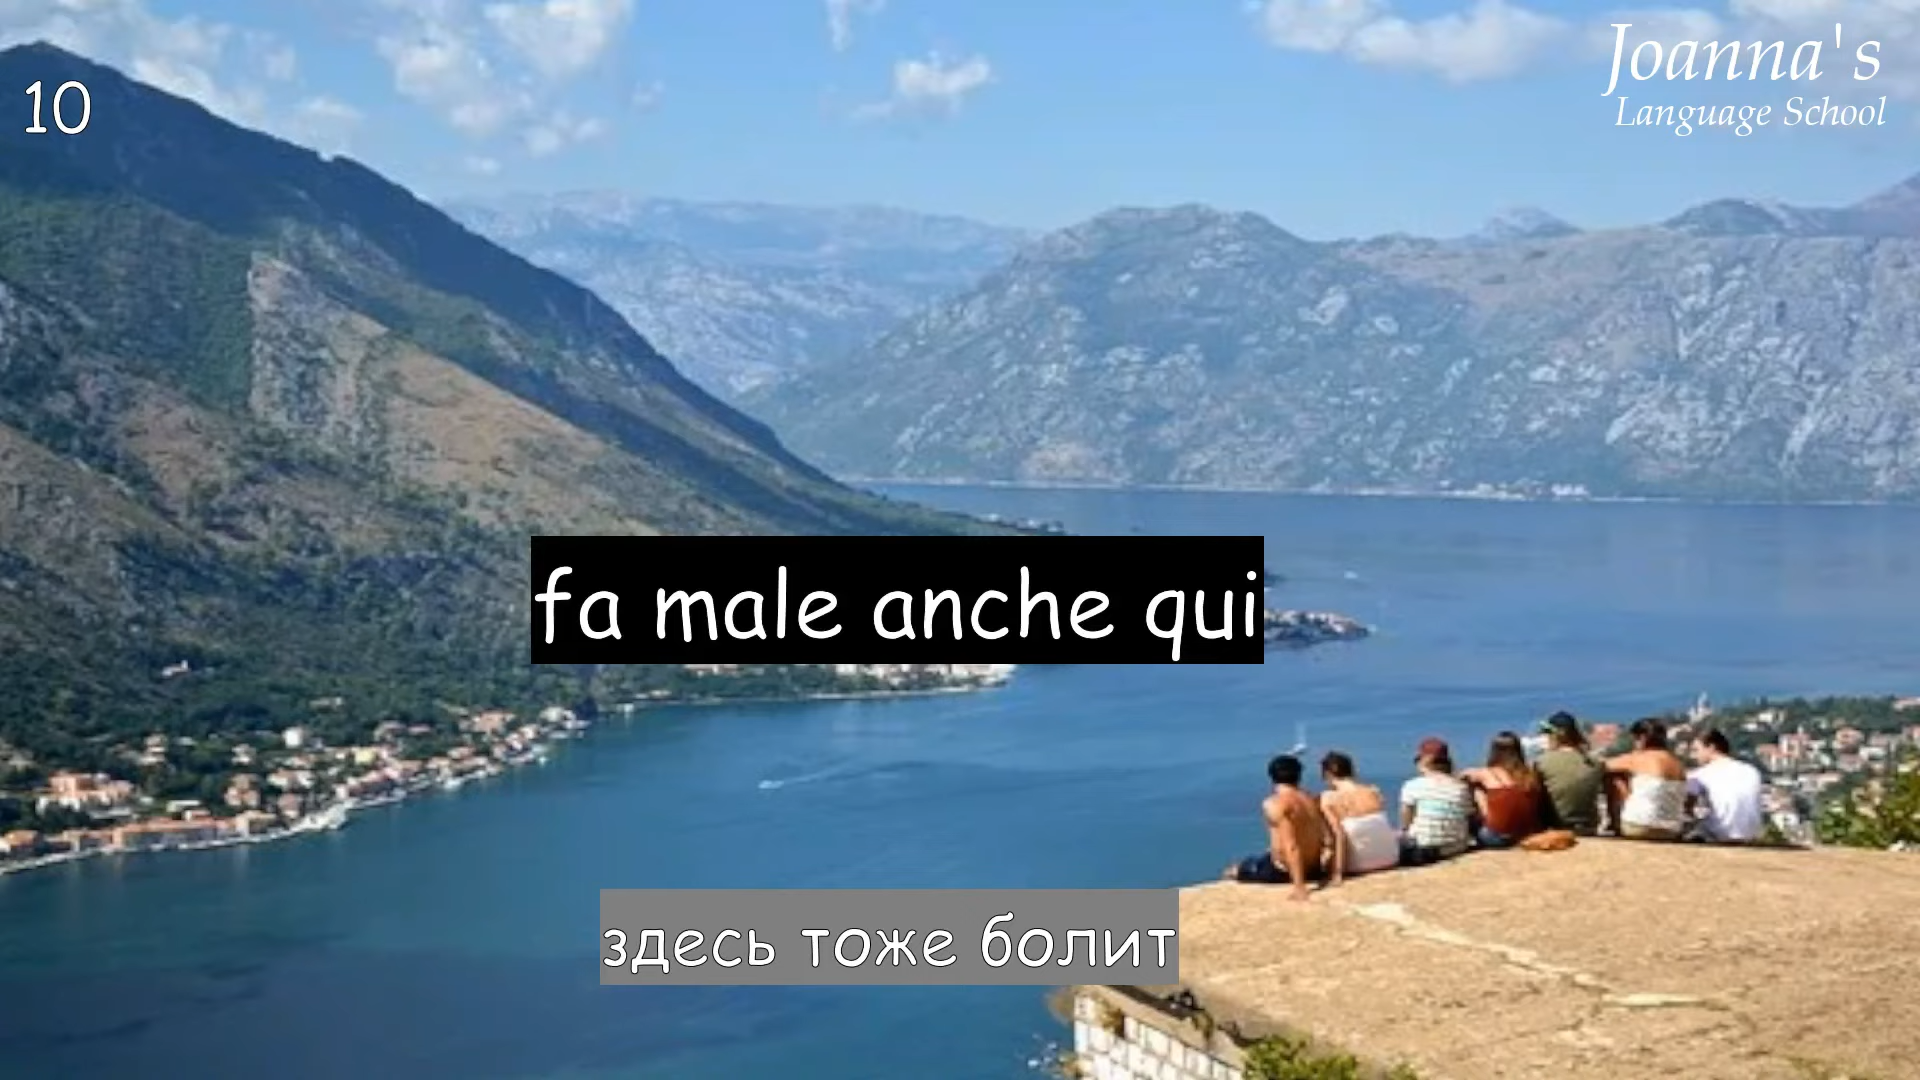 Joanna's
Language School
10
fa male anche qui
здесь тоже болит